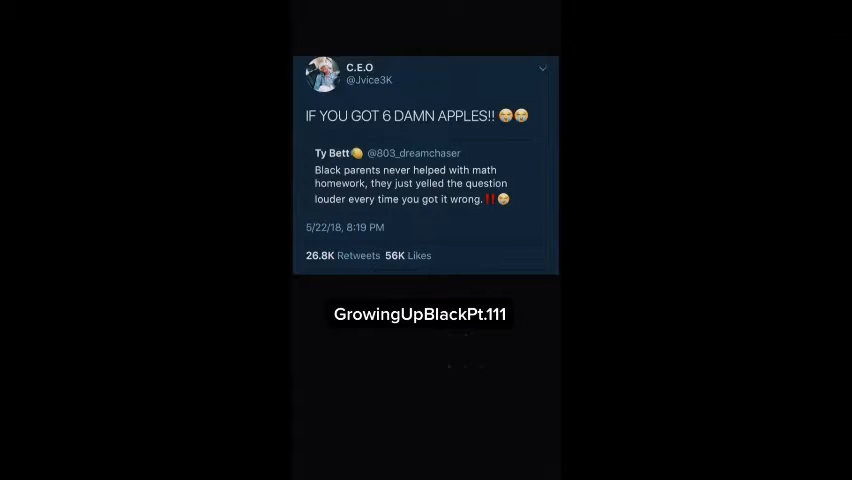 C.E.O
@Jvice3K
IF YOU GOT 6 DAMN APPLES!! 😭😭
Ty Bett🍋 @803_dreamchaser
Black parents never helped with math
homework, they just yelled the question
louder every time you got it wrong.‼️😭
5/22/18, 8:19 PM
26.8K Retweets 56K Likes
GrowingUpBlackPt.111